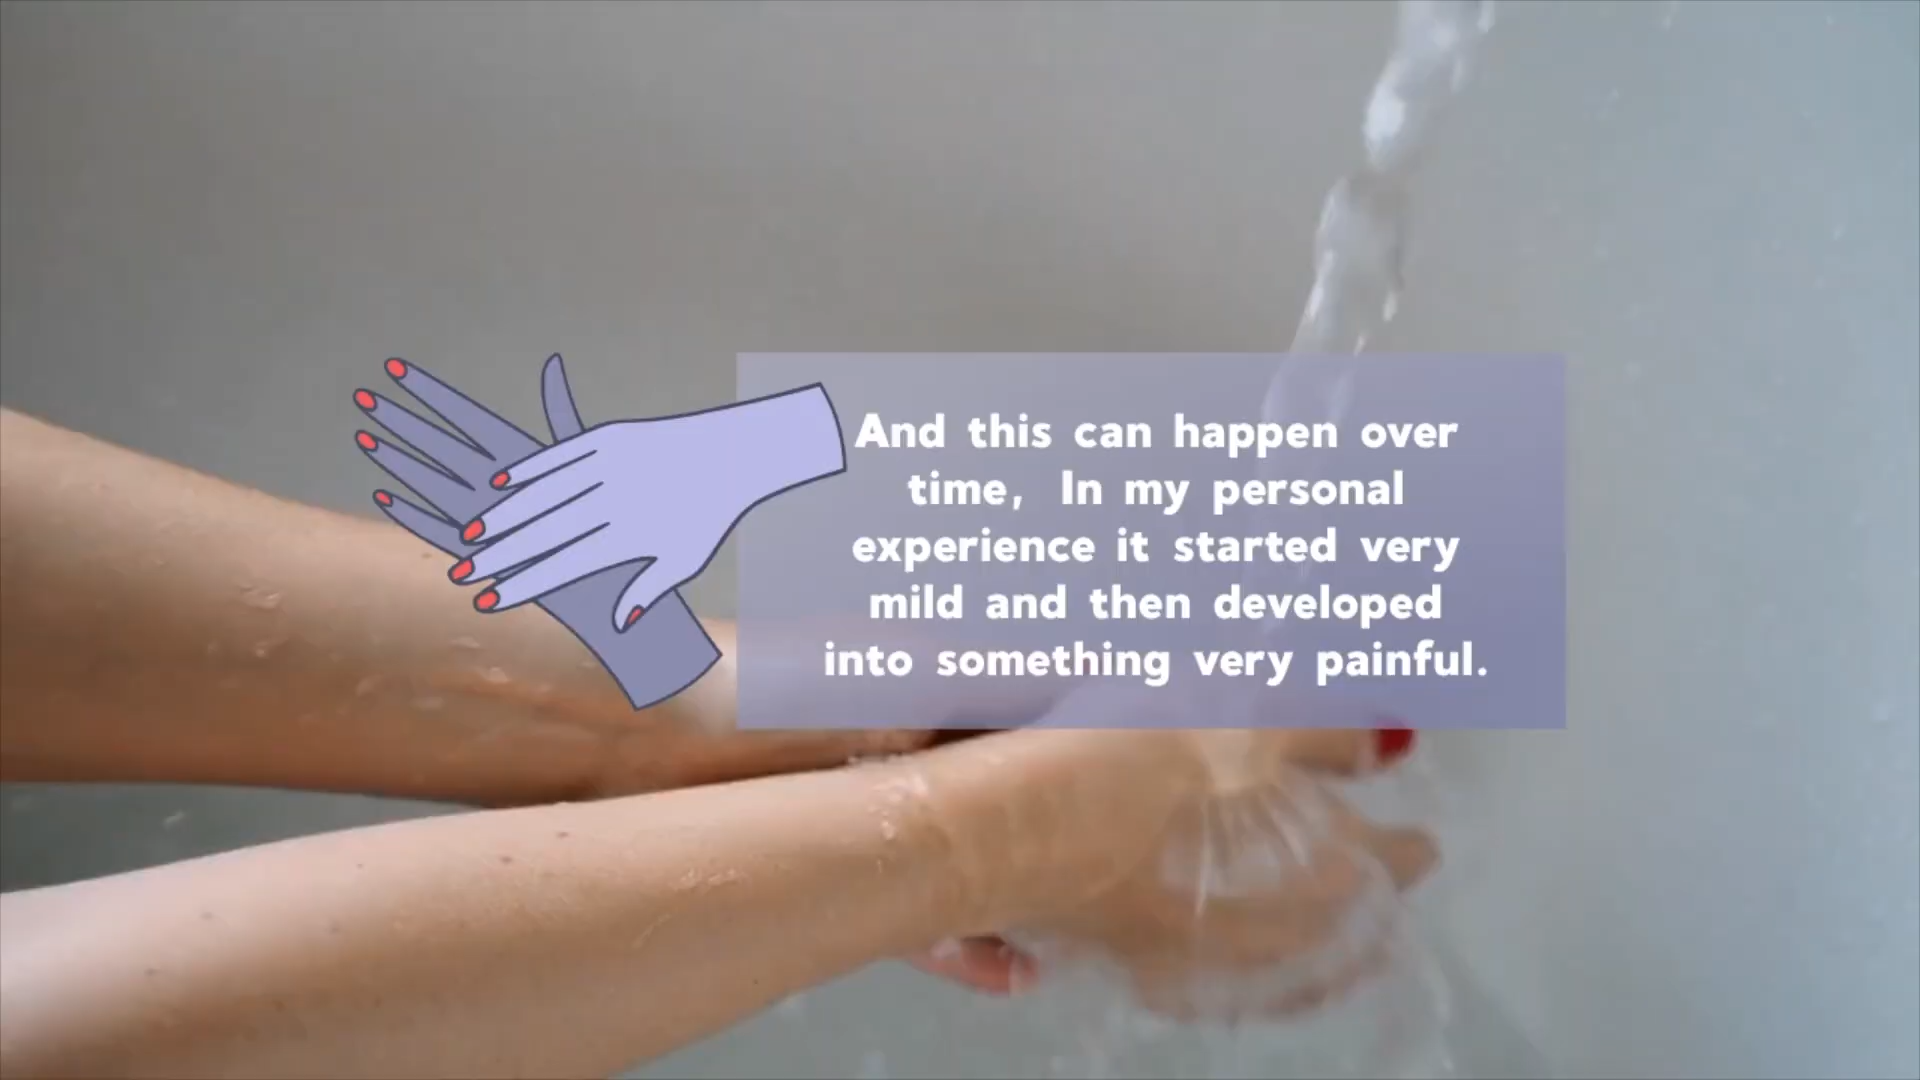 And this can happen over
time, In my personal
experience it started very
mild and then developed
into something very painful.